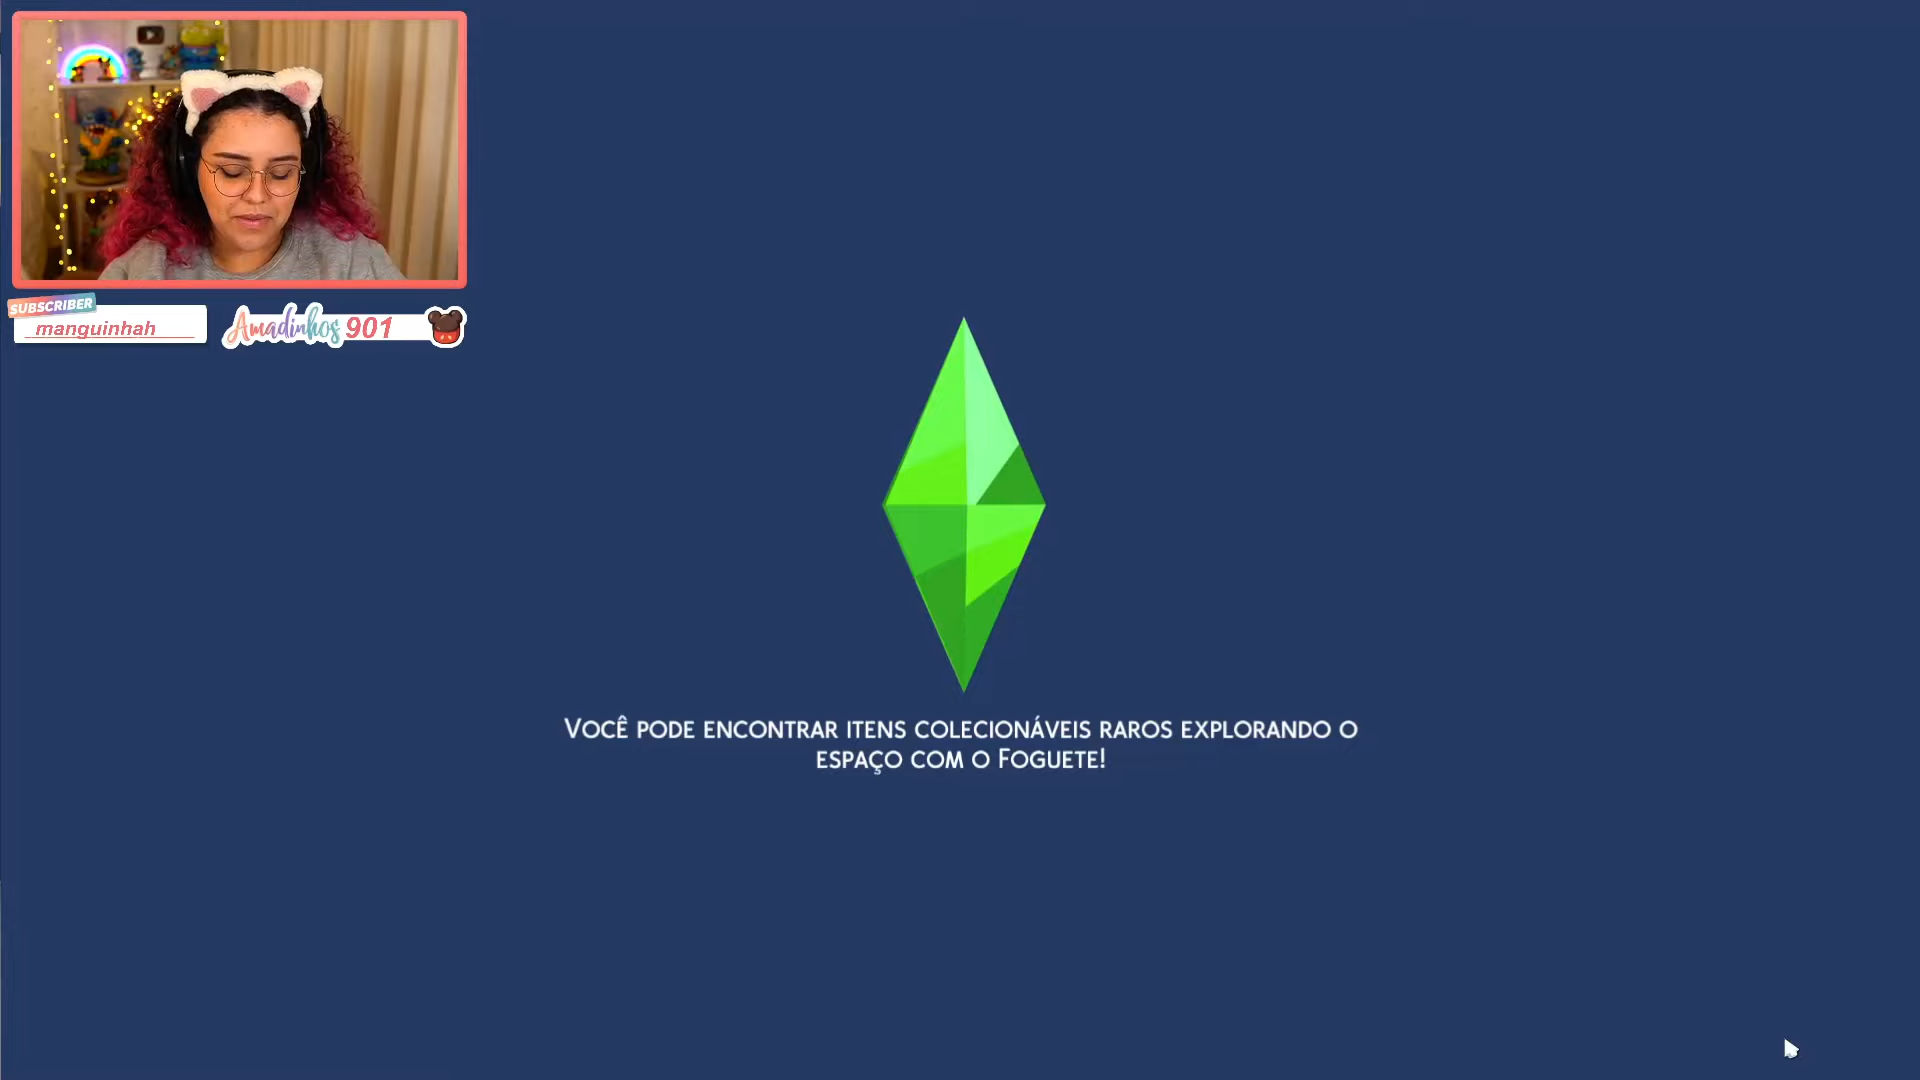 SUBSCRIBER
manguinhah
Amadinhos 901
VOCÊ PODE ENCONTRAR ITENS COLECIONÁVEIS RAROS EXPLORANDO O
ESPAÇO COM O FOGUETE!